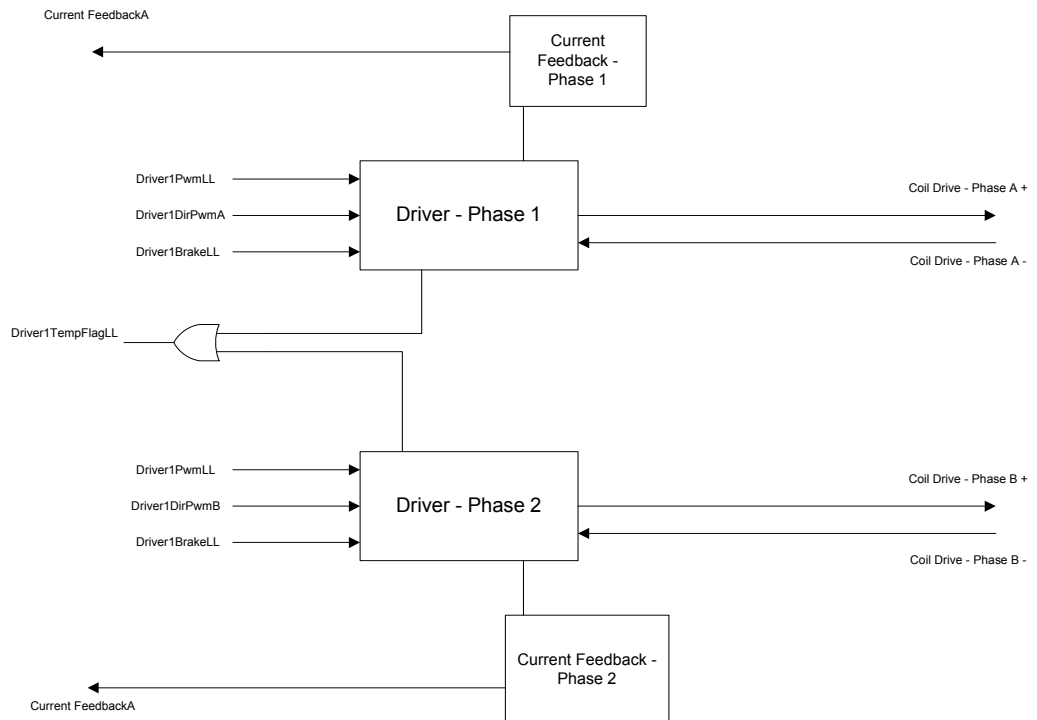 Current FeedbackA
Current
Feedback -
Phase 1
Driver1PwmLL
Driver1DirPwmA
Driver1BrakeLL
Driver - Phase 1
Coil Drive - Phase A +
Coil Drive - Phase A -
Driver1TempFlagLL
Driver1PwmLL
Driver1DirPwmB
Driver1BrakeLL
Driver - Phase 2
Coil Drive - Phase B +
Coil Drive - Phase B -
Current Feedback -
Phase 2
Current FeedbackA